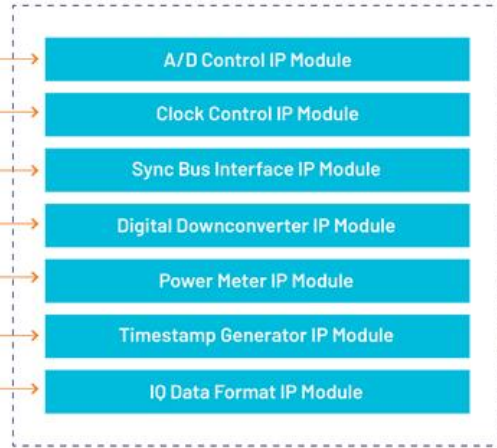 A/D Control IP Module
Clock Control IP Module
Sync Bus Interface IP Module
Digital Downconverter IP Module
Power Meter IP Module
Timestamp Generator IP Module
IQ Data Format IP Module